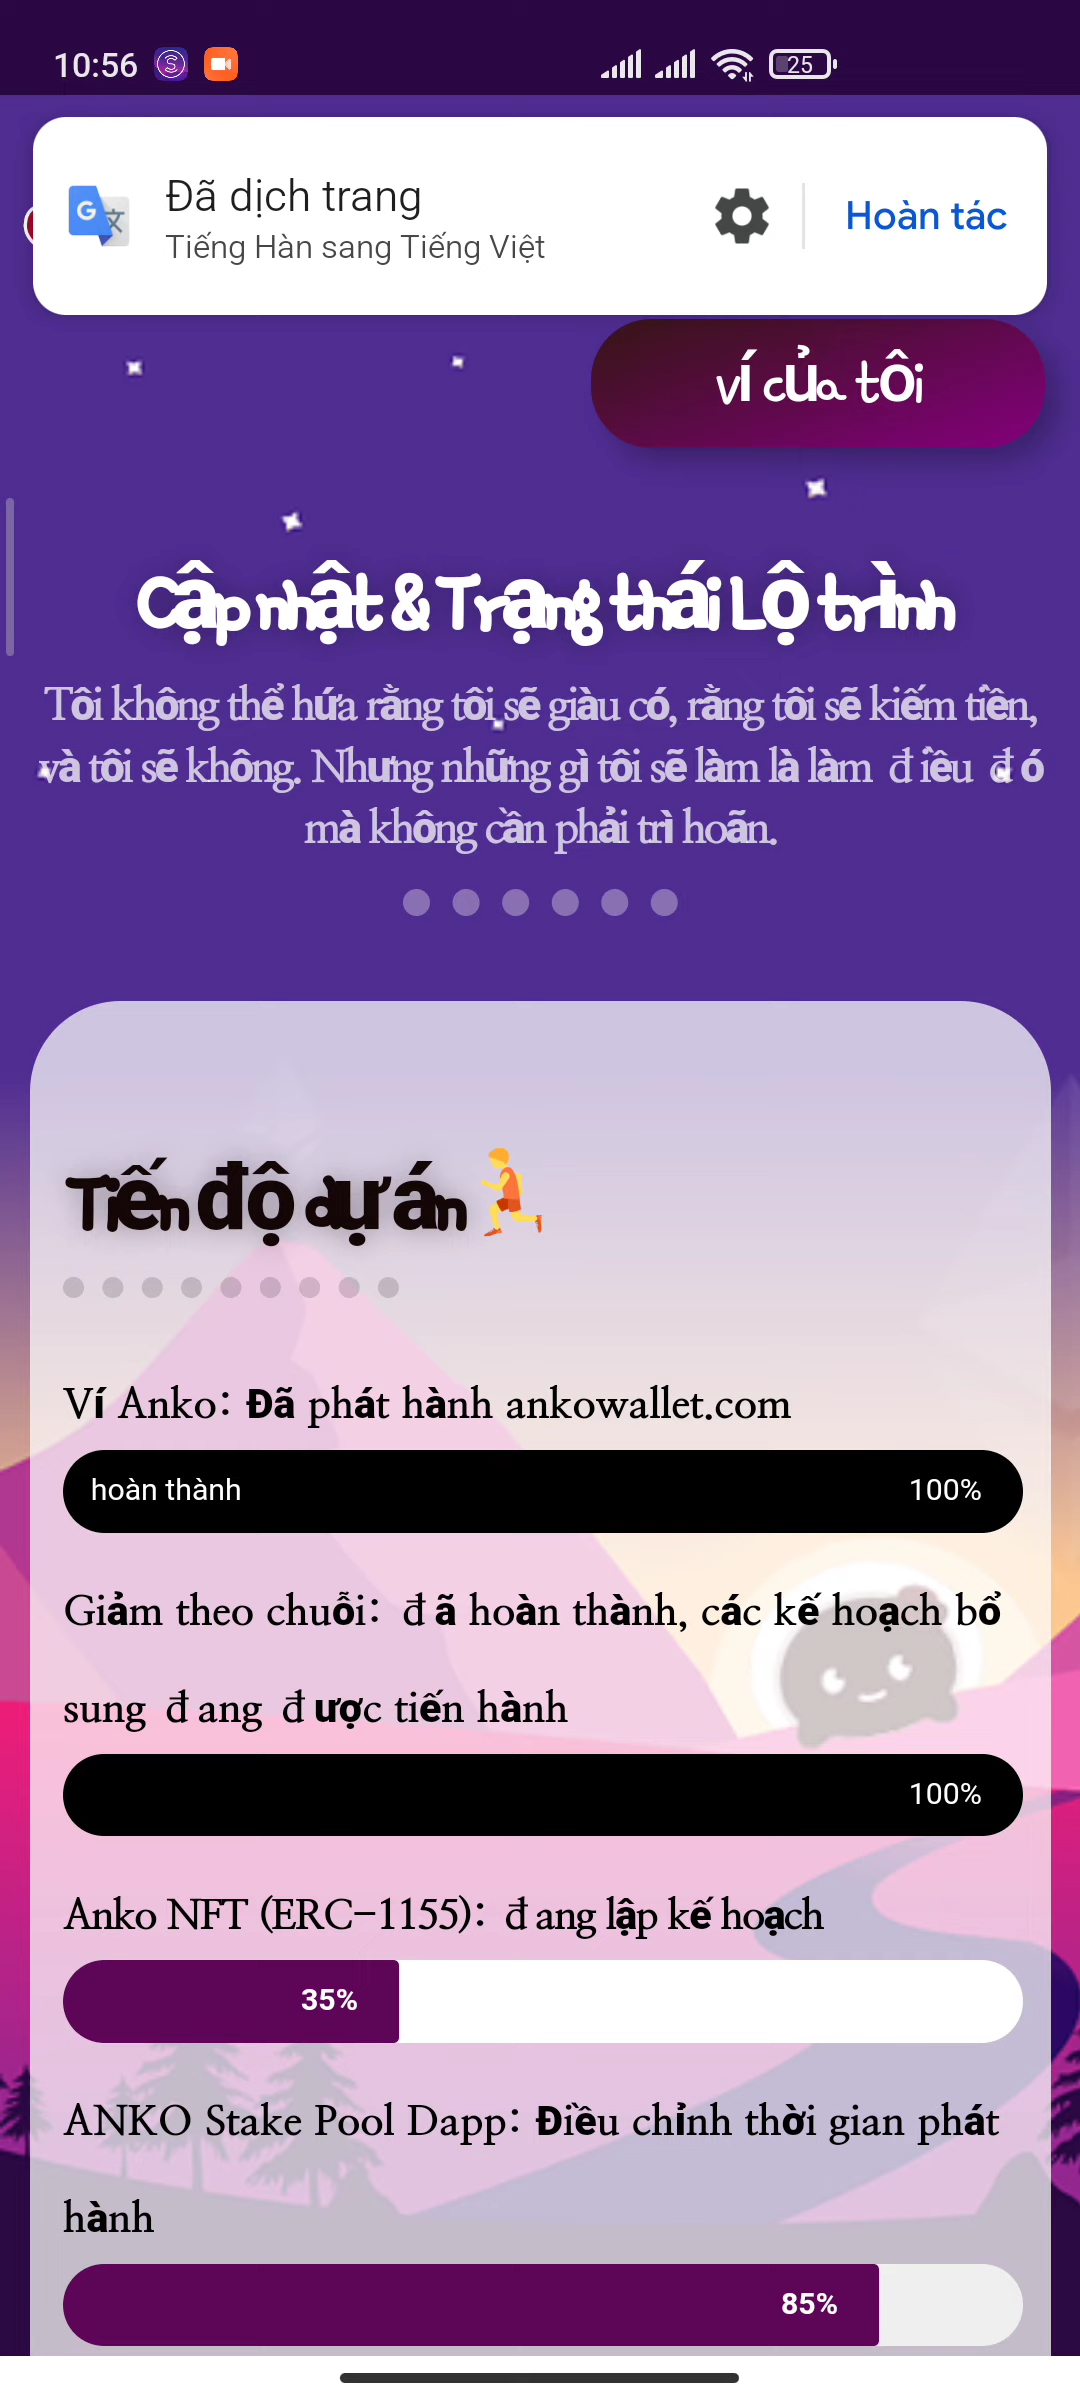 10:56
25
Đã dịch trang
Tiếng Hàn sang Tiếng Việt
Hoàn tác
ví của tôi
Cập nhật & Trạng thái Lộ trình
Tôi không thể hứa rằng tôi sẽ giàu có, rằng tôi sẽ kiếm tiền,
và tôi sẽ không. Nhưng những gì tôi sẽ làm là làm điều đó
mà không cần phải trì hoãn.
Tiến độ dự án
Ví Anko: Đã phát hành ankowallet.com
hoàn thành 100%
Giảm theo chuỗi: đã hoàn thành, các kế hoạch bổ
sung đang được tiến hành
100%
Anko NFT (ERC-1155): đang lập kế hoạch
35%
ANKO Stake Pool Dapp: Điều chỉnh thời gian phát
hành
85%